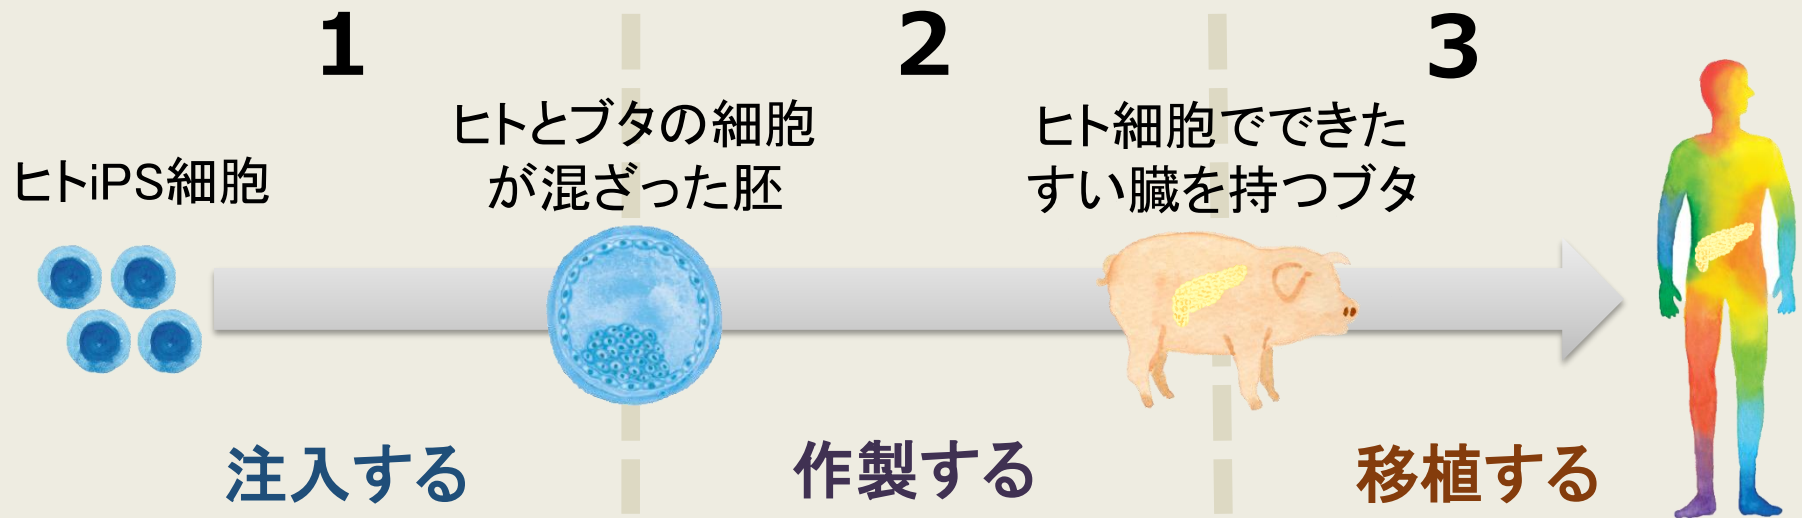 1
2
3
ヒトiPS細胞
ヒトとブタの細胞
が混ざった胚
ヒト細胞でできた
すい臓を持つブタ
注入する
作製する
移植する